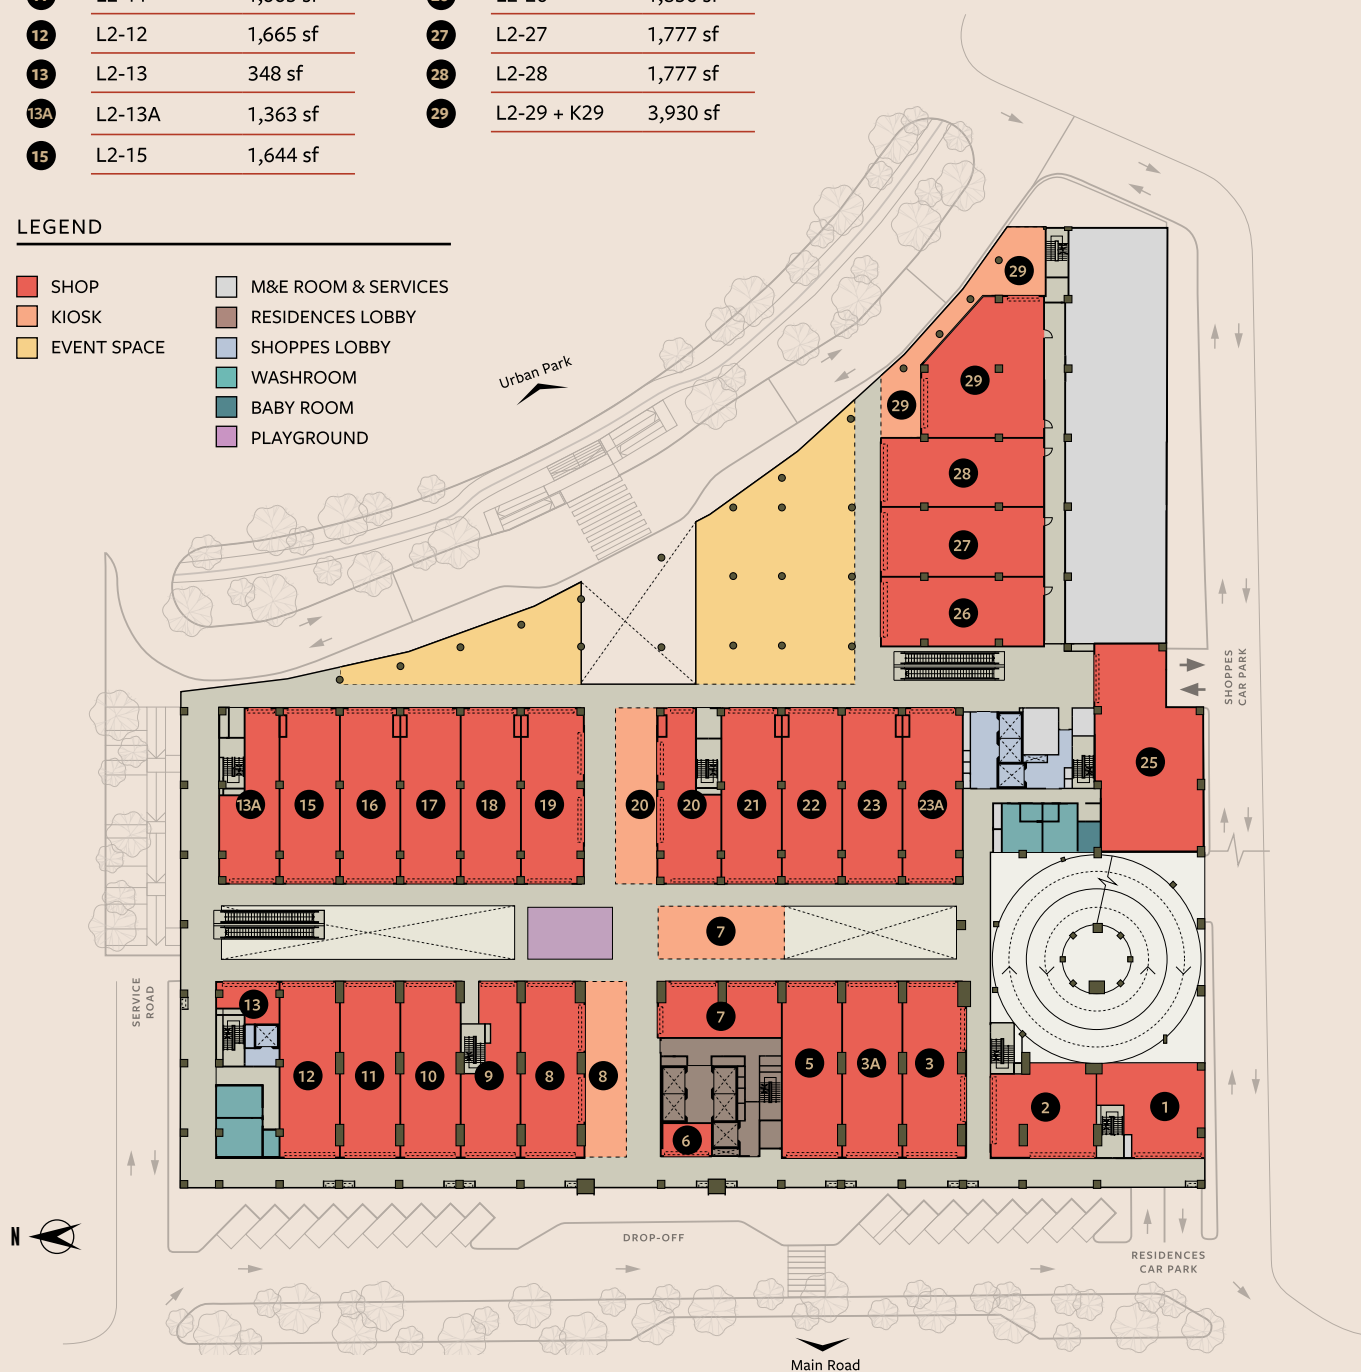 12 L2-12 1,665 sf
13 L2-13 348 sf
13A L2-13A 1,363 sf
15 L2-15 1,644 sf
27 L2-27 1,777 sf
28 L2-28 1,777 sf
29 L2-29 + K29 3,930 sf
LEGEND
SHOP
KIOSK
EVENT SPACE
M&E ROOM & SERVICES
RESIDENCES LOBBY
SHOPPES LOBBY
WASHROOM
BABY ROOM
PLAYGROUND
Urban Park
29
29
29
28
27
26
SHOPPES
CAR PARK
25
13A 15 16 17 18 19 20 20 21 22 23 23A
7
SERVICE
ROAD
13
7
12 11 10 9 8 8 5 3A 3
6
2 1
N
DROP-OFF
RESIDENCES
CAR PARK
Main Road